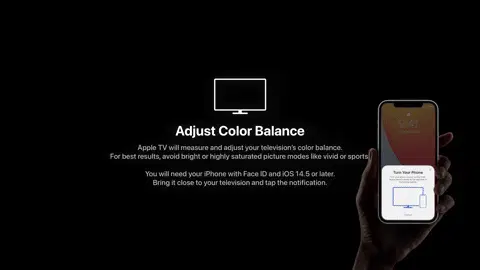 Adjust Color Balance
Apple TV will measure and adjust your television's color balance.
For best results, avoid bright or highly saturated picture modes like vivid or sports.
You will need your iPhone with Face ID and iOS 14.5 or later.
Bring it close to your television and tap the notification.
Turn Your Phone